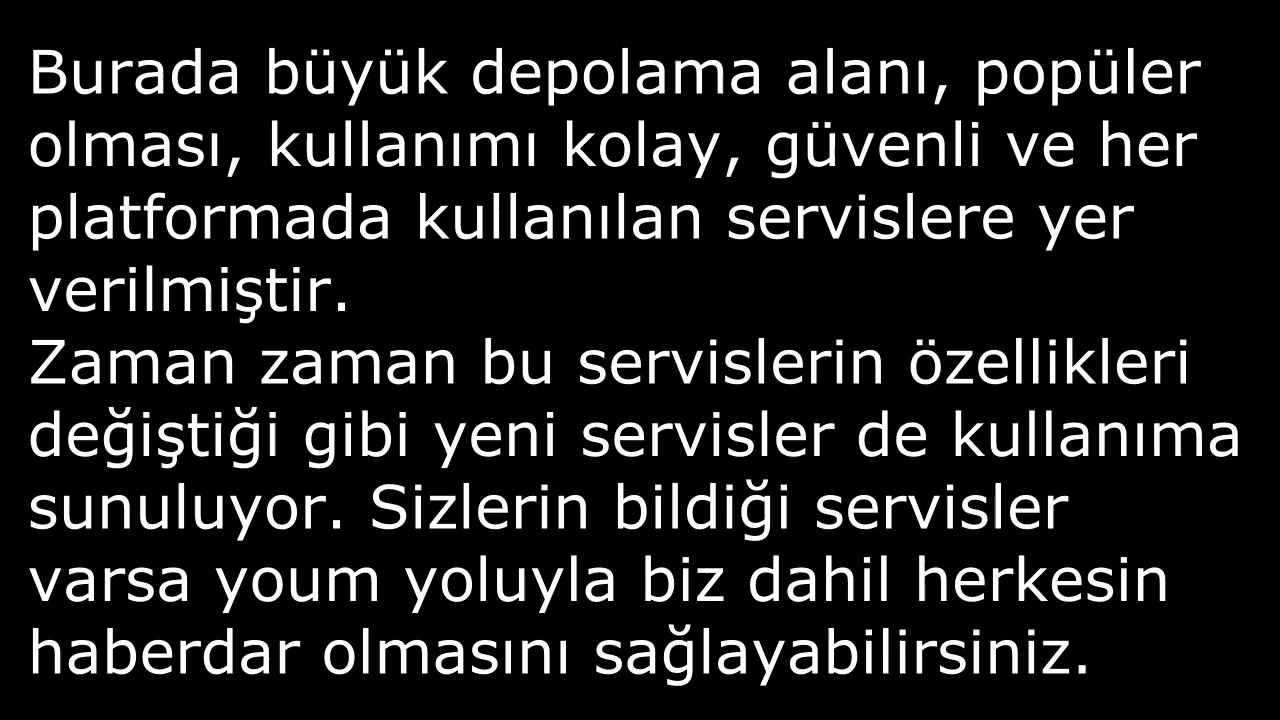 Burada büyük depolama alanı, popüler
olması, kullanımı kolay, güvenli ve her
platformada kullanılan servislere yer
verilmiştir.
Zaman zaman bu servislerin özellikleri
değiştiği gibi yeni servisler de kullanıma
sunuluyor. Sizlerin bildiği servisler
varsa youm yoluyla biz dahil herkesin
haberdar olmasını sağlayabilirsiniz.